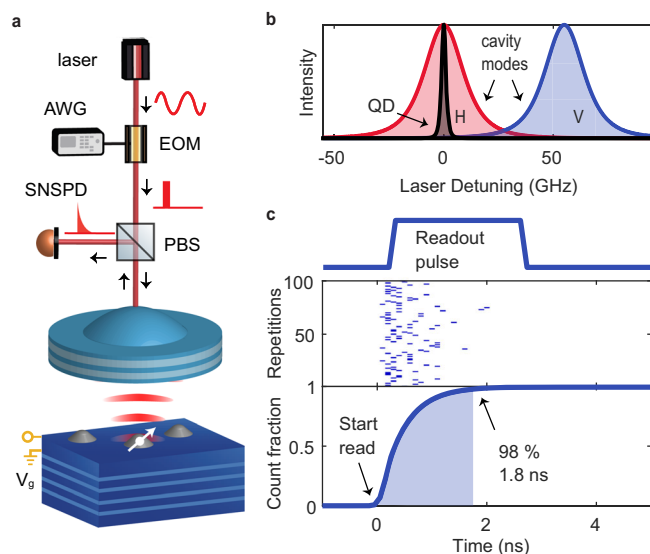 a
laser
AWG
EOM
SNSPD
PBS
Vg
b
Intensity
QD
H
cavity
modes
V
-50
0
50
Laser Detuning (GHz)
c
Readout
pulse
Repetitions
100
50
1
Count fraction
0.5
0
Start
read
98 %
1.8 ns
0
2
4
Time (ns)